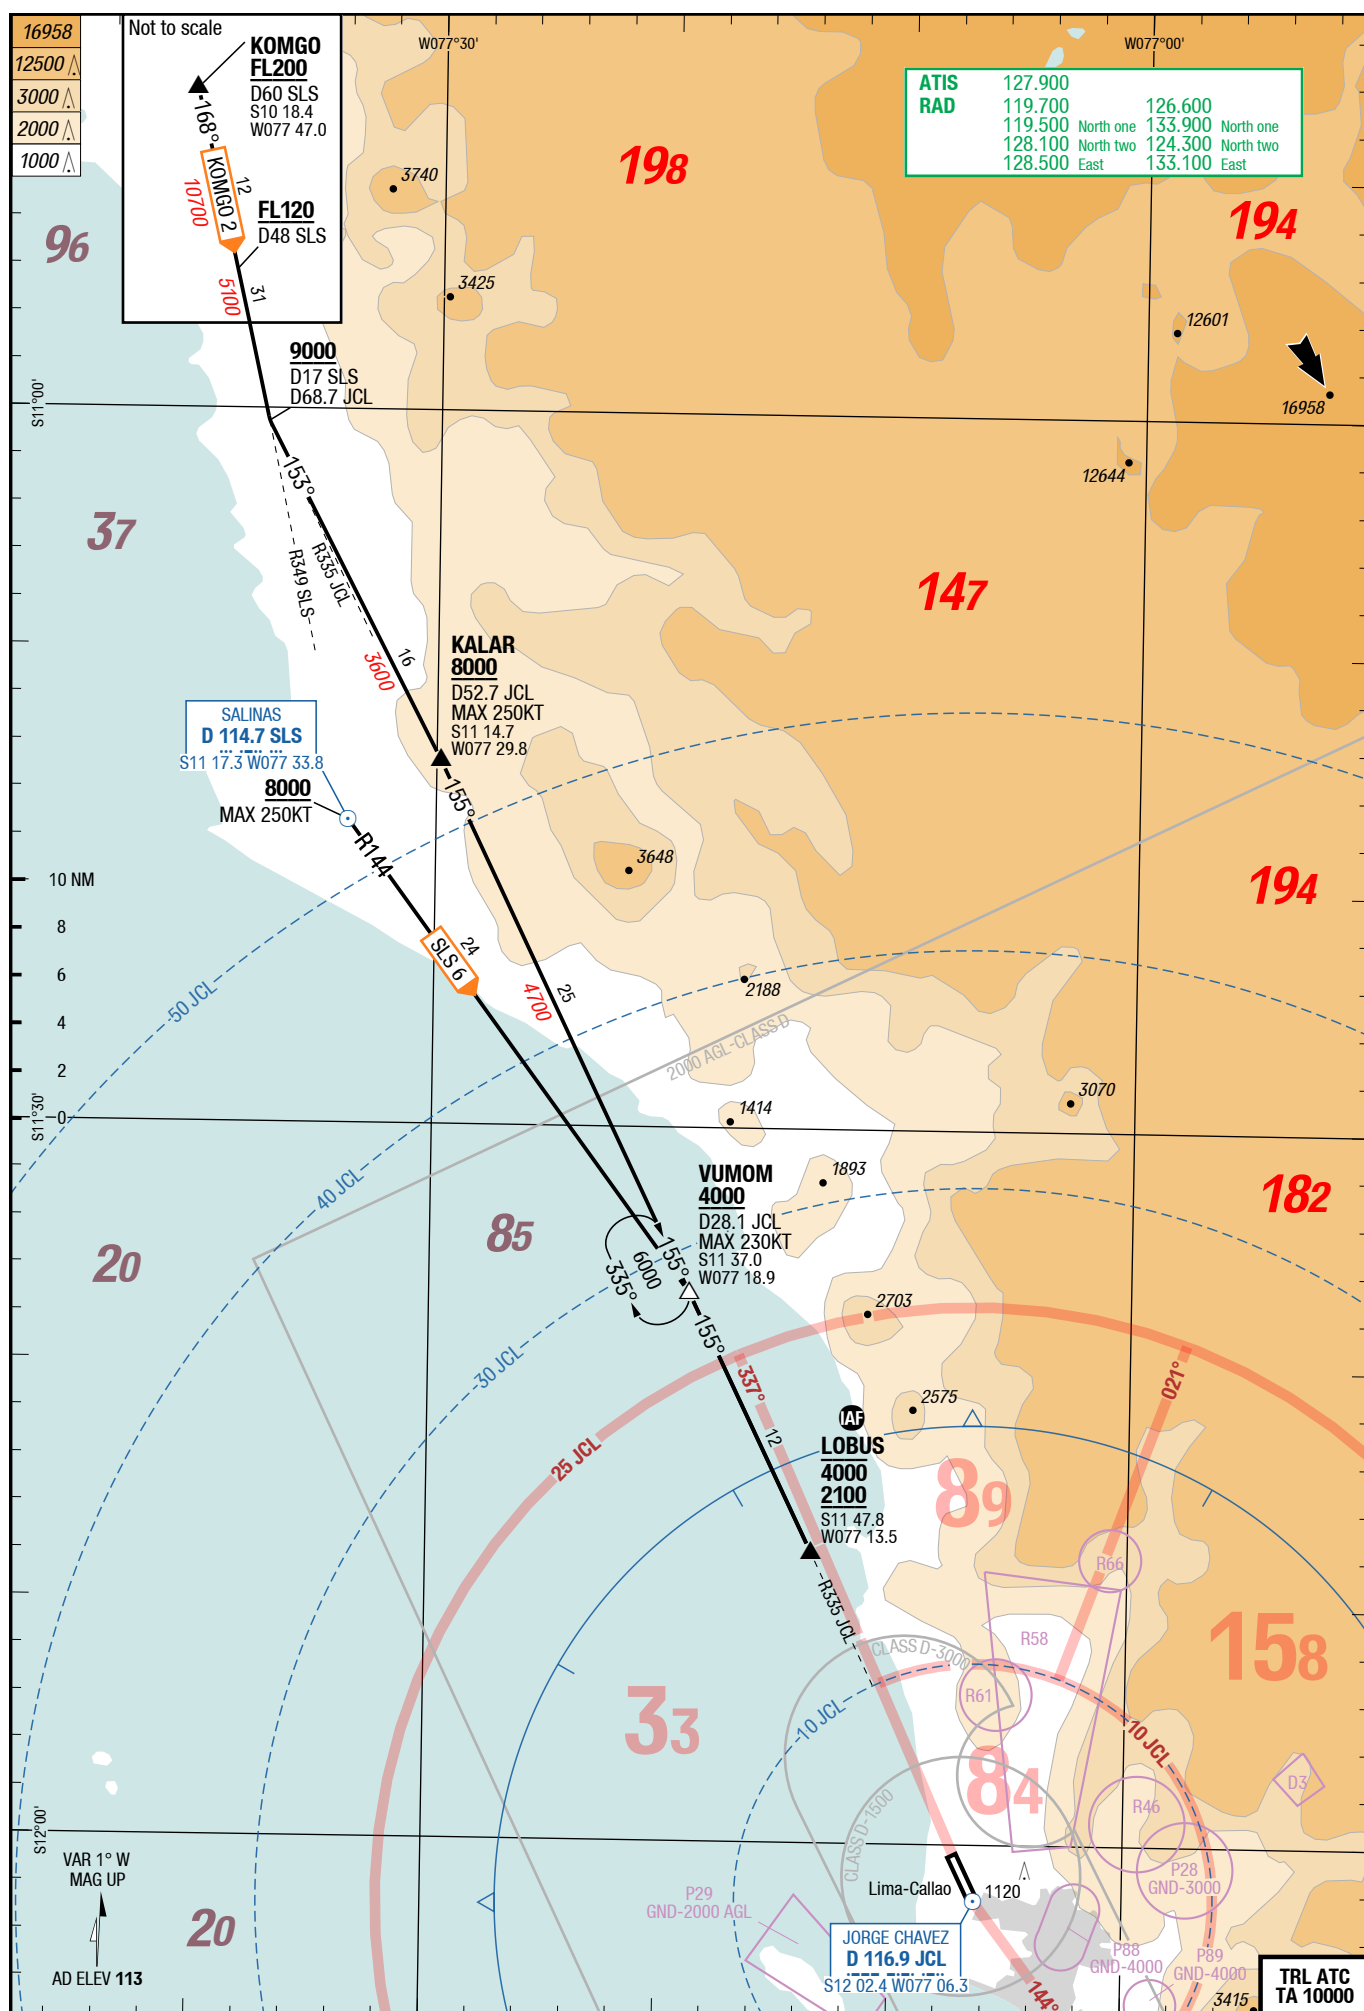 16958
12500
3000
2000
1000
Not to scale
KOMGO
FL200
D60 SLS
S10 18.4
W077 47.0
168°
KOMGO 2
12
10700
FL120
D48 SLS
5100
31
W077°30'
W077°00'
ATIS 127.900
RAD 119.700 126.600
119.500 North one 133.900 North one
128.100 North two 124.300 North two
128.500 East 133.100 East
198
194
96
3740
3425
12601
16958
12644
9000
D17 SLS
D68.7 JCL
S11°00'
153°
R335 JCL
R349 SLS
37
147
16
3600
KALAR
8000
D52.7 JCL
MAX 250KT
S11 14.7
W077 29.8
SALINAS
D 114.7 SLS
S11 17.3 W077 33.8
8000
MAX 250KT
155°
R144
3648
194
10 NM
8
6
4
2
0
SLS 6
24
25
4700
2188
50 JCL
2000 AGL-CLASS D
1414
3070
S11°30'
40 JCL
1893
VUMOM
4000
D28.1 JCL
MAX 230KT
S11 37.0
W077 18.9
182
85
20
155°
6000
335°
155°
2703
30 JCL
337°
021°
2575
12
IAF
LOBUS
4000
2100
S11 47.8
W077 13.5
25 JCL
89
R66
R335 JCL
R58
CLASS D-3000
158
R61
33
10 JCL
10 JCL
84
D3
R46
CLASS D-1500
S12°00'
VAR 1° W
MAG UP
P28
GND-3000
Lima-Callao
1120
P29
GND-2000 AGL
20
JORGE CHAVEZ
D 116.9 JCL
S12 02.4 W077 06.3
P88
GND-4000
P89
GND-4000
AD ELEV 113
144°
3415
TRL ATC
TA 10000